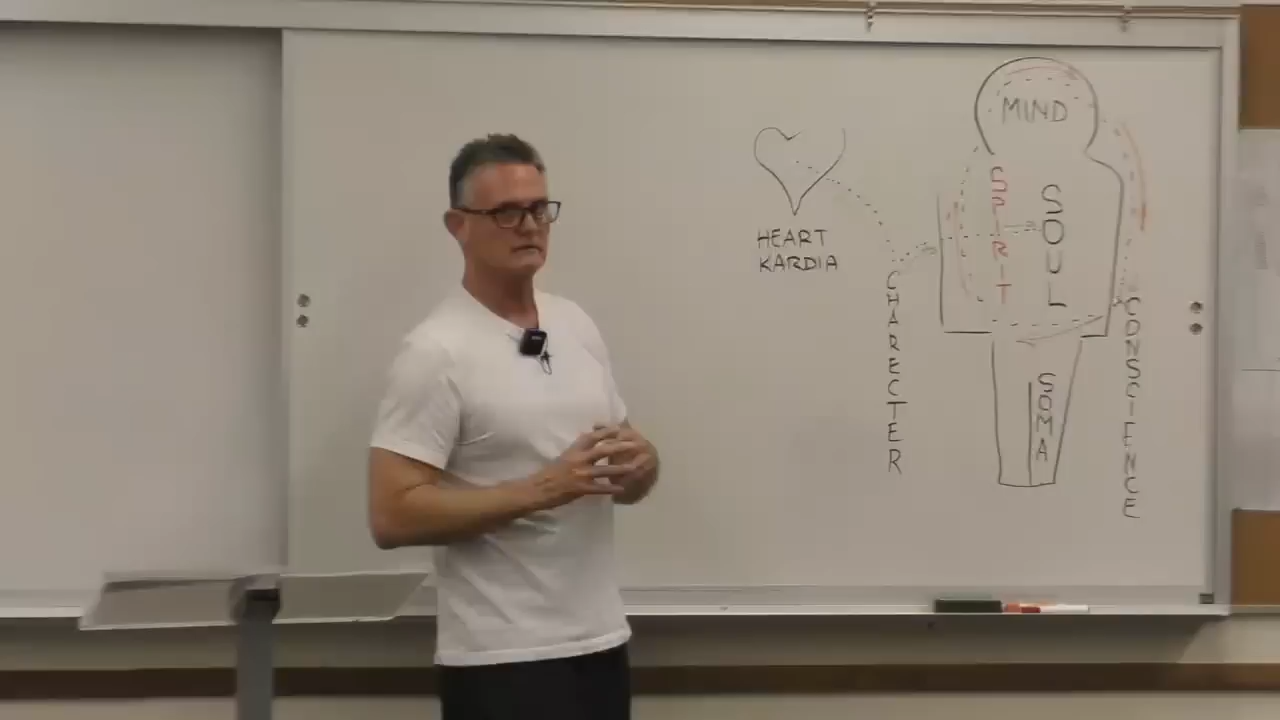 MIND
SPIRIT
SOUL
HEART
KARDIA
CHARECTER
CONSCIENCE
SOMA